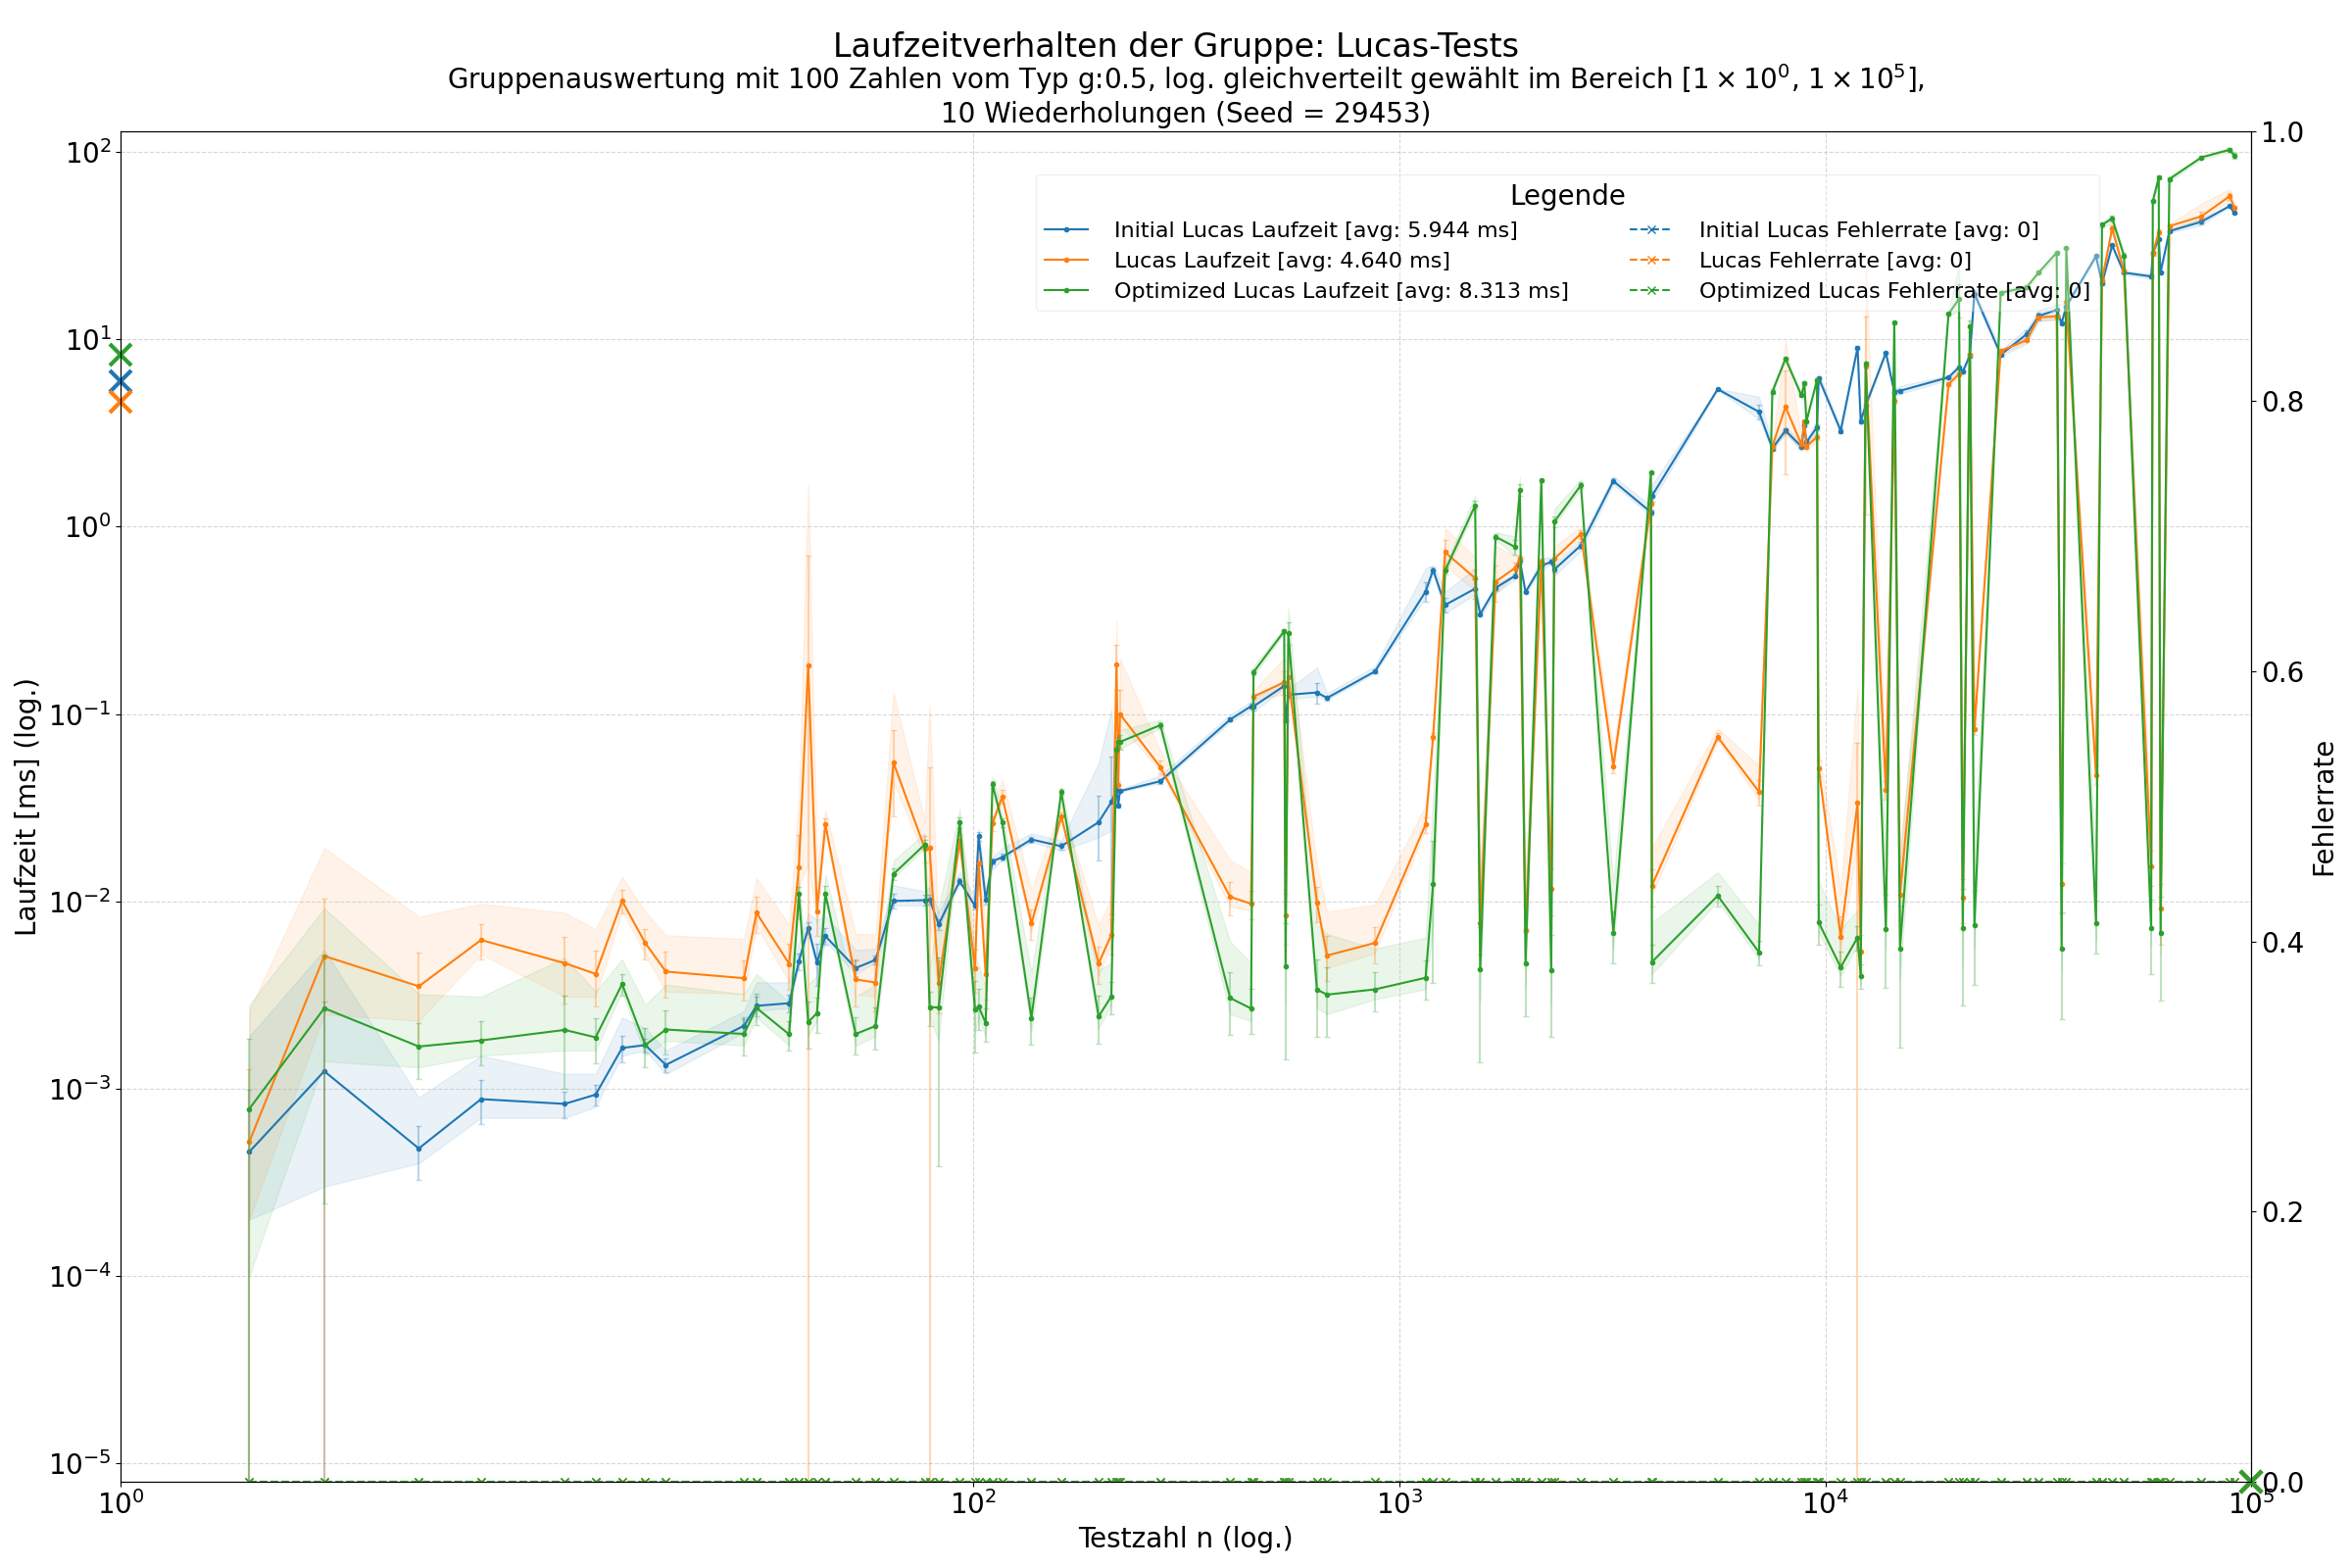 Laufzeitverhalten der Gruppe: Lucas-Tests
Gruppenauswertung mit 100 Zahlen vom Typ g:0.5, log. gleichverteilt gewählt im Bereich [1 × 10⁰, 1 × 10⁵],
10 Wiederholungen (Seed = 29453)
Legende
Initial Lucas Laufzeit [avg: 5.944 ms]
Lucas Laufzeit [avg: 4.640 ms]
Optimized Lucas Laufzeit [avg: 8.313 ms]
Initial Lucas Fehlerrate [avg: 0]
Lucas Fehlerrate [avg: 0]
Optimized Lucas Fehlerrate [avg: 0]
Laufzeit [ms] (log.)
10²
10¹
10⁰
10⁻¹
10⁻²
10⁻³
10⁻⁴
10⁻⁵
10⁰
10²
10³
10⁴
10⁵
Testzahl n (log.)
1.0
0.8
0.6
0.4
0.2
0.0
Fehlerrate